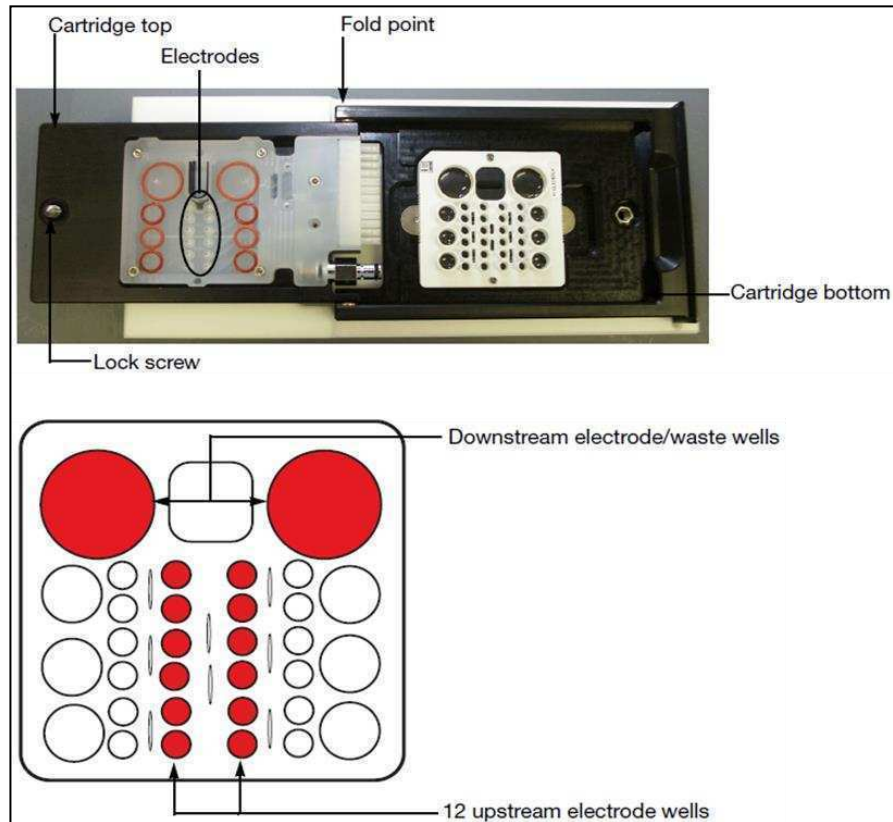 Cartridge top
Fold point
Electrodes
Cartridge bottom
Lock screw
Downstream electrode/waste wells
12 upstream electrode wells